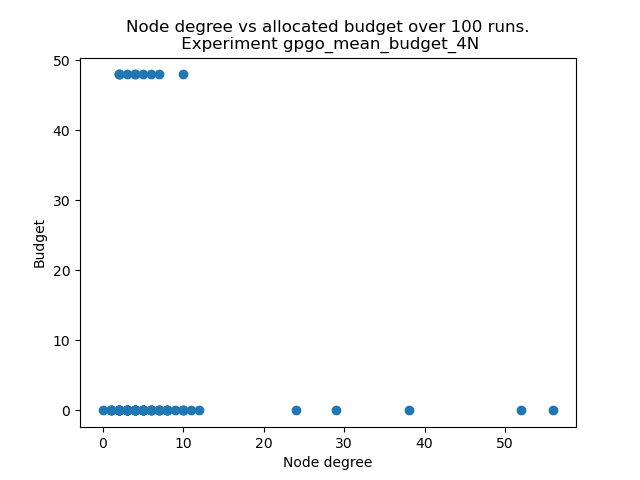 Node degree vs allocated budget over 100 runs.
Experiment gpgo_mean_budget_4N
50
40
30
20
10
0
Budget
0 10 20 30 40 50
Node degree